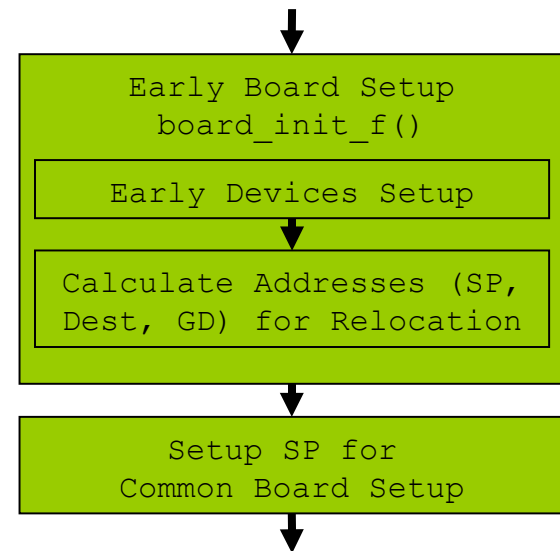 Early Board Setup
board_init_f()
Early Devices Setup
Calculate Addresses (SP,
Dest, GD) for Relocation
Setup SP for
Common Board Setup